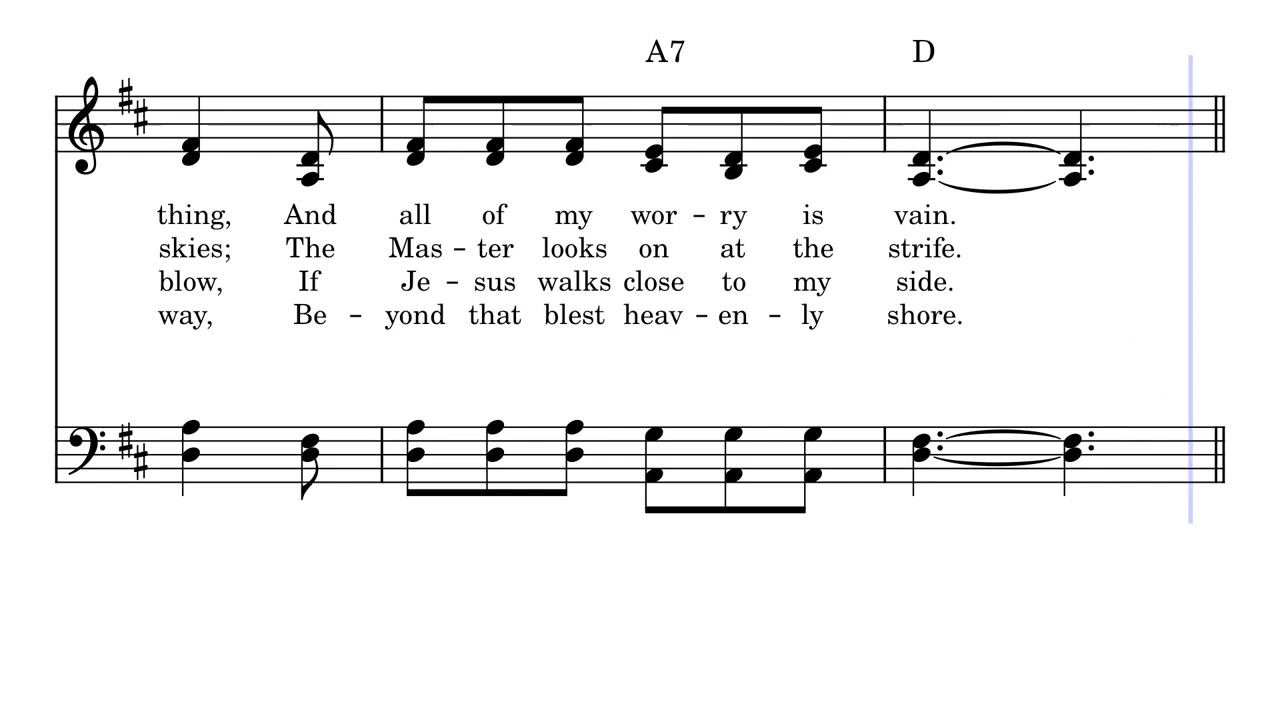 A7 D
thing, And all of my wor – ry is vain.
skies; The Mas – ter looks on at the strife.
blow, If Je – sus walks close to my side.
way, Be – yond that blest heav – en – ly shore.